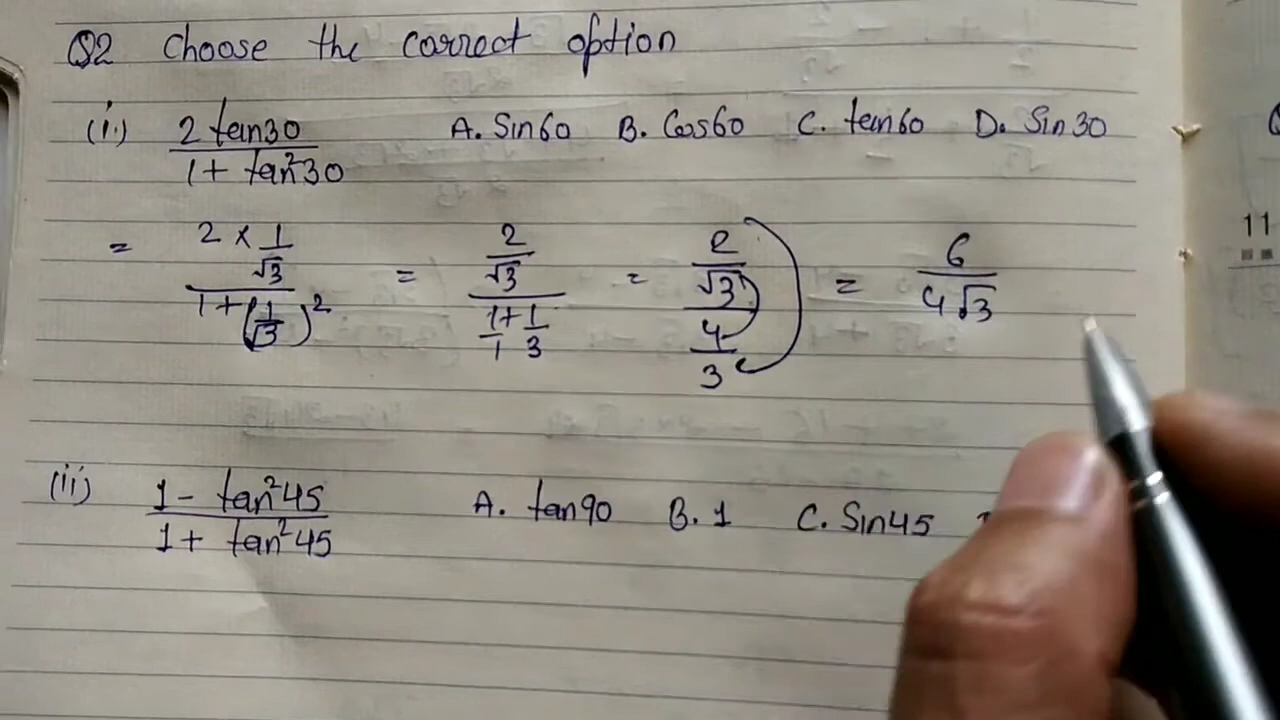 Q2 Choose the correct option
(i.) 2 tan30 / 1 + tan²30 A. Sin60 B. Cos60 C. tan60 D. Sin30
= 2 × 1/√3 / 1 + (1/√3)² = 2/√3 / 1/1 + 1/3 = 2/√3 / 4/3 = 6 / 4√3
11
(ii) 1 - tan²45 / 1 + tan²45 A. tan90 B. 1 C. Sin45